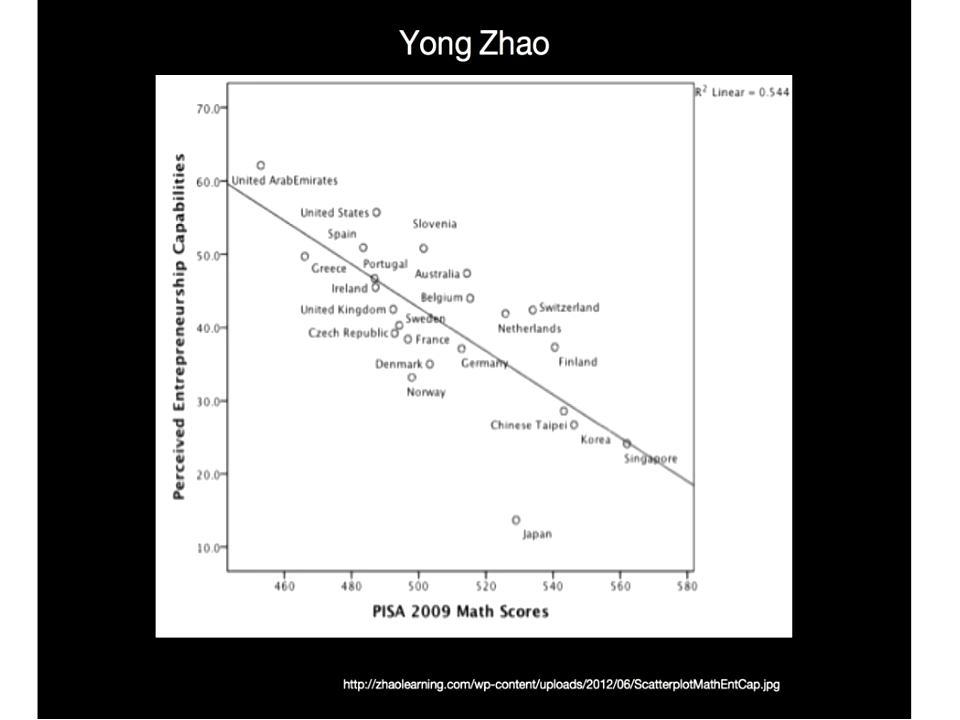 Yong Zhao
R² Linear = 0.544
70.0
60.0
50.0
40.0
30.0
20.0
10.0
Perceived Entrepreneurship Capabilities
United ArabEmirates
United States
Slovenia
Spain
Greece
Portugal
Australia
Ireland
Belgium
United Kingdom
Sweden
Switzerland
Netherlands
Czech Republic
France
Denmark
Germany
Finland
Norway
Chinese Taipei
Korea
Singapore
Japan
460 480 500 520 540 560 580
PISA 2009 Math Scores
http://zhaolearning.com/wp-content/uploads/2012/06/ScatterplotMathEntCap.jpg